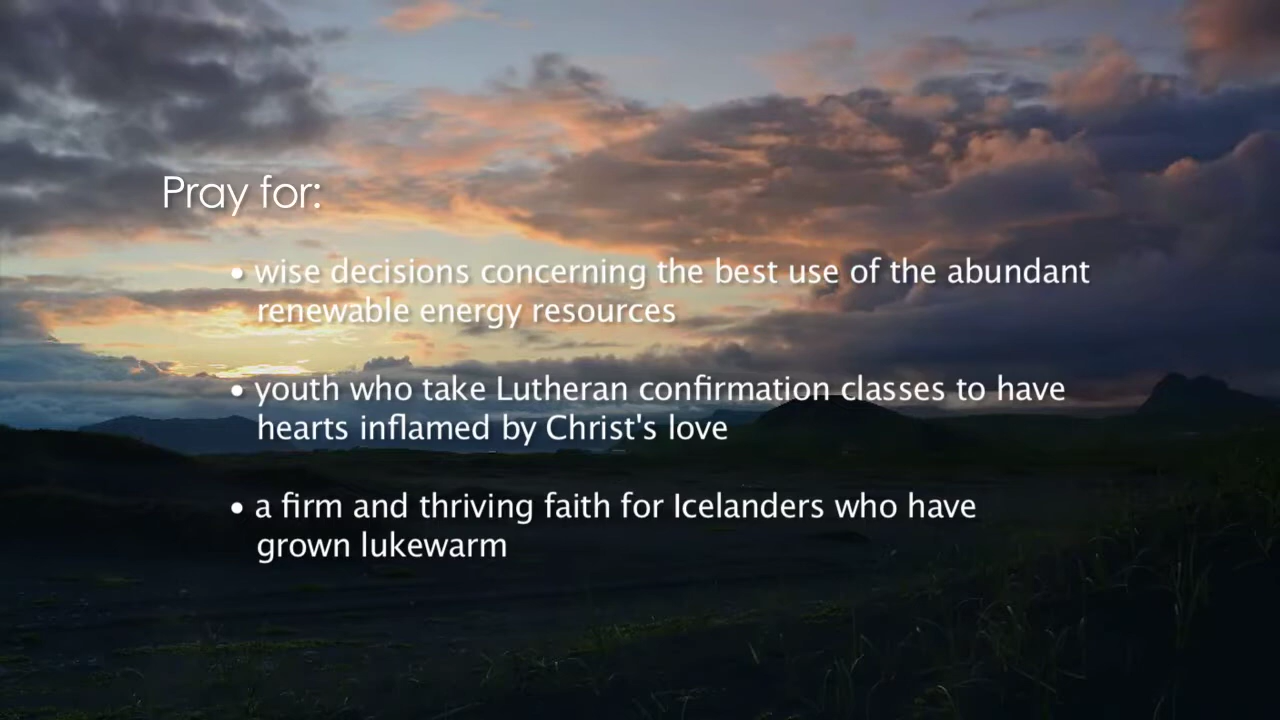 Pray for:
• wise decisions concerning the best use of the abundant
renewable energy resources
• youth who take Lutheran confirmation classes to have
hearts inflamed by Christ's love
• a firm and thriving faith for Icelanders who have
grown lukewarm